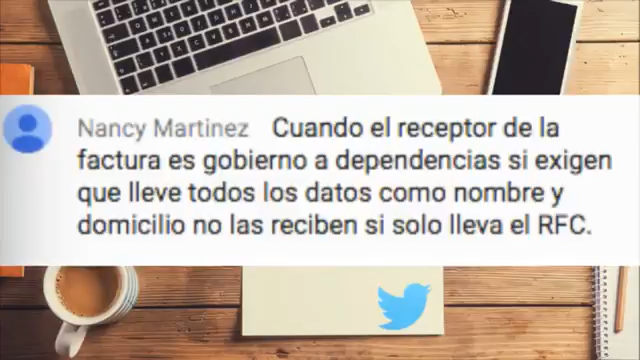 Nancy Martinez Cuando el receptor de la
factura es gobierno a dependencias si exigen
que lleve todos los datos como nombre y
domicilio no las reciben si solo lleva el RFC.